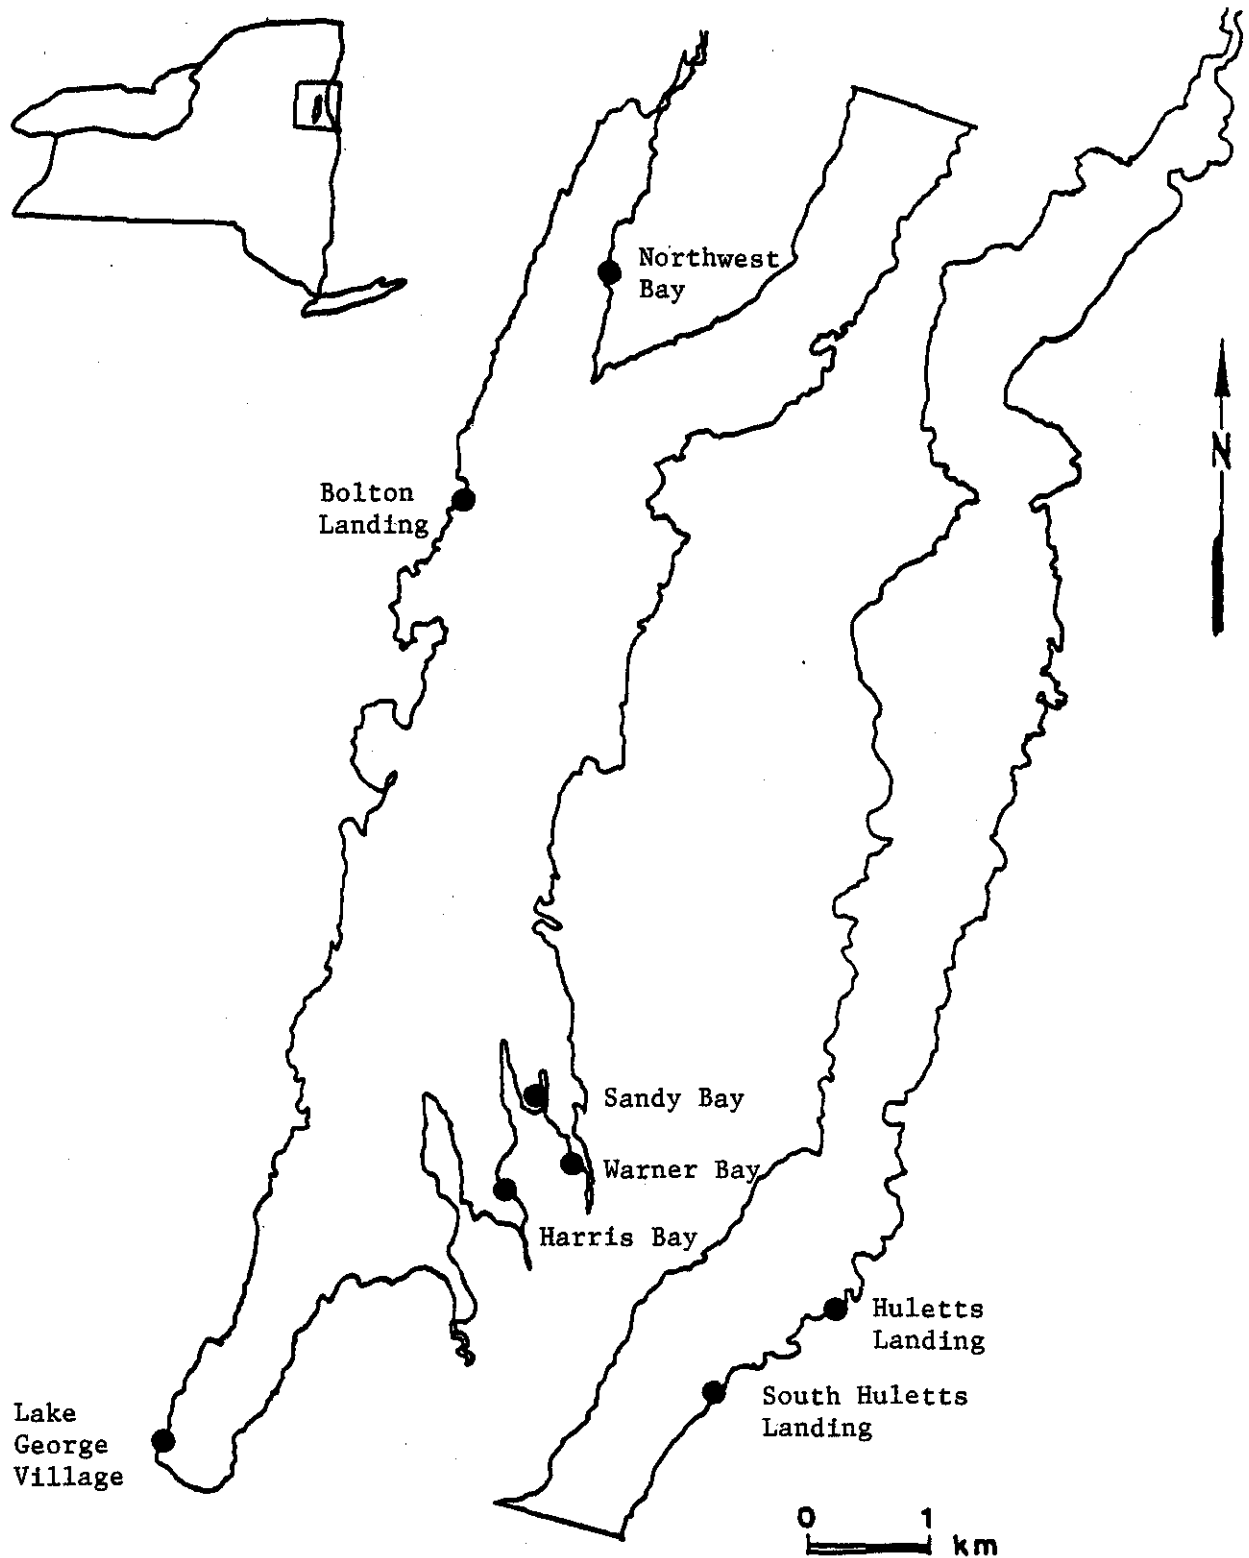 Northwest
Bay
N
Bolton
Landing
Sandy Bay
Warner Bay
Harris Bay
Huletts
Landing
South Huletts
Landing
Lake
George
Village
0 1
km